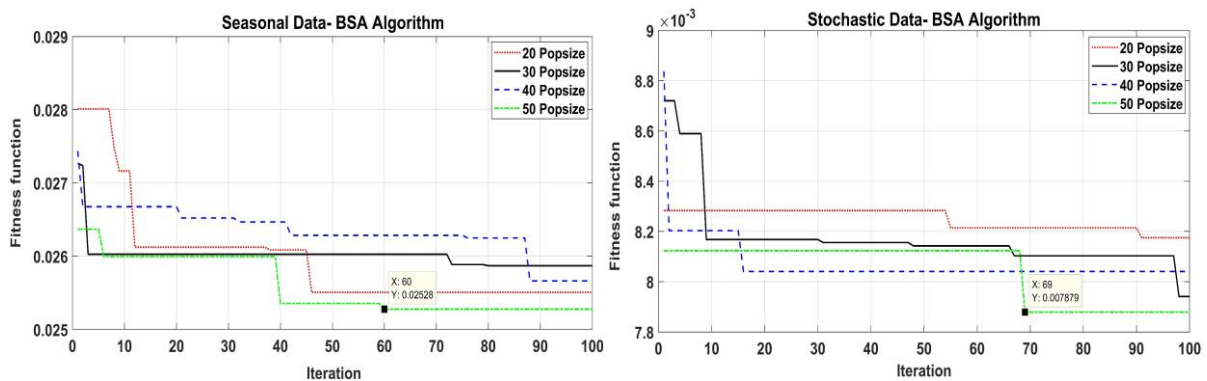 Seasonal Data- BSA Algorithm
Fitness function
0.029
0.028
0.027
0.026
0.025
20 Popsize
30 Popsize
40 Popsize
50 Popsize
X: 60
Y: 0.02528
0 10 20 30 40 50 60 70 80 90 100
Iteration
Stochastic Data- BSA Algorithm
×10⁻³
Fitness function
9
8.8
8.6
8.4
8.2
8
7.8
20 Popsize
30 Popsize
40 Popsize
50 Popsize
X: 69
Y: 0.007879
0 10 20 30 40 50 60 70 80 90 100
Iteration